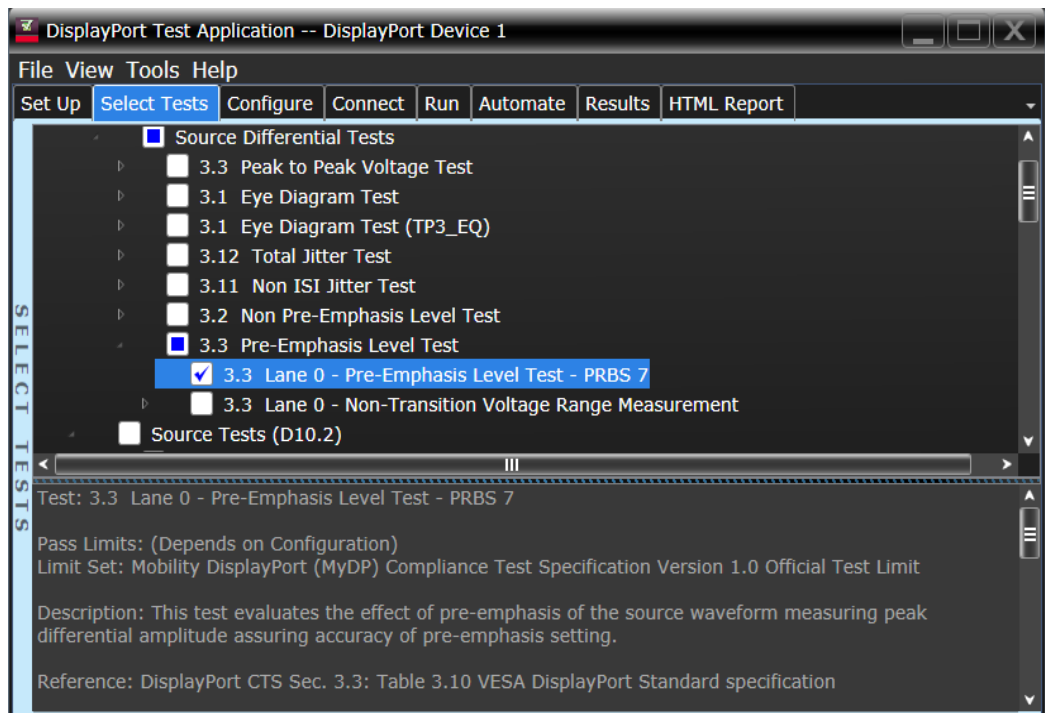 DisplayPort Test Application -- DisplayPort Device 1
File View Tools Help
Set Up Select Tests Configure Connect Run Automate Results HTML Report
SELECT TESTS
Source Differential Tests
3.3 Peak to Peak Voltage Test
3.1 Eye Diagram Test
3.1 Eye Diagram Test (TP3_EQ)
3.12 Total Jitter Test
3.11 Non ISI Jitter Test
3.2 Non Pre-Emphasis Level Test
3.3 Pre-Emphasis Level Test
3.3 Lane 0 - Pre-Emphasis Level Test - PRBS 7
3.3 Lane 0 - Non-Transition Voltage Range Measurement
Source Tests (D10.2)
Test: 3.3 Lane 0 - Pre-Emphasis Level Test - PRBS 7
Pass Limits: (Depends on Configuration)
Limit Set: Mobility DisplayPort (MyDP) Compliance Test Specification Version 1.0 Official Test Limit
Description: This test evaluates the effect of pre-emphasis of the source waveform measuring peak
differential amplitude assuring accuracy of pre-emphasis setting.
Reference: DisplayPort CTS Sec. 3.3: Table 3.10 VESA DisplayPort Standard specification